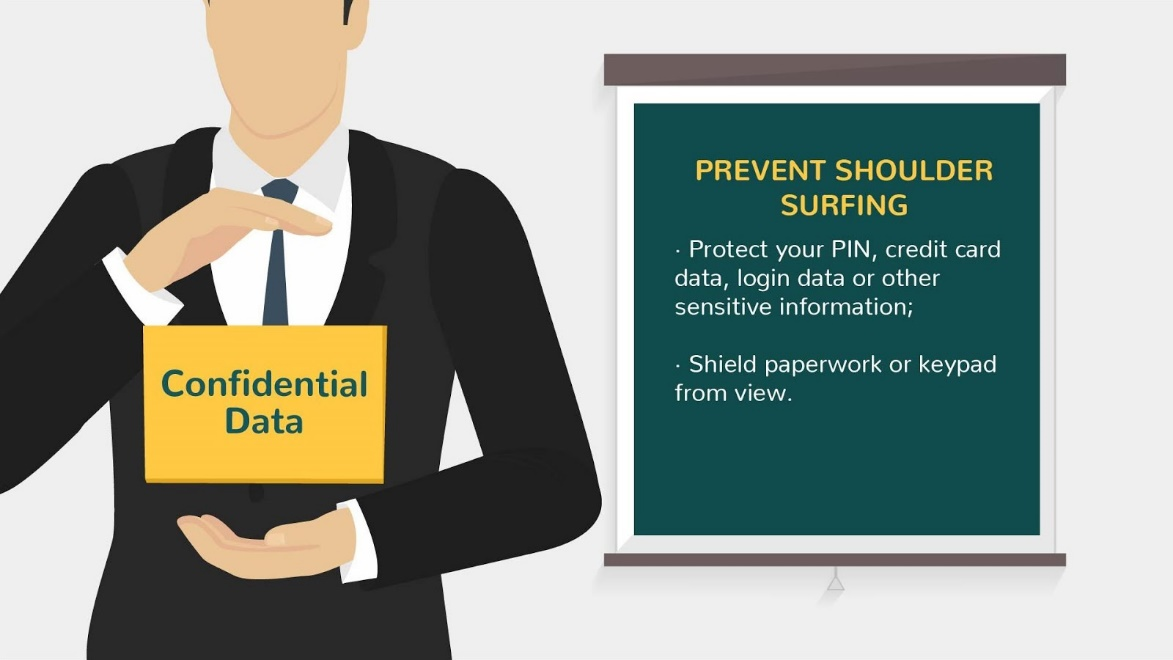 Confidential
Data
PREVENT SHOULDER
SURFING
· Protect your PIN, credit card
data, login data or other
sensitive information;
· Shield paperwork or keypad
from view.